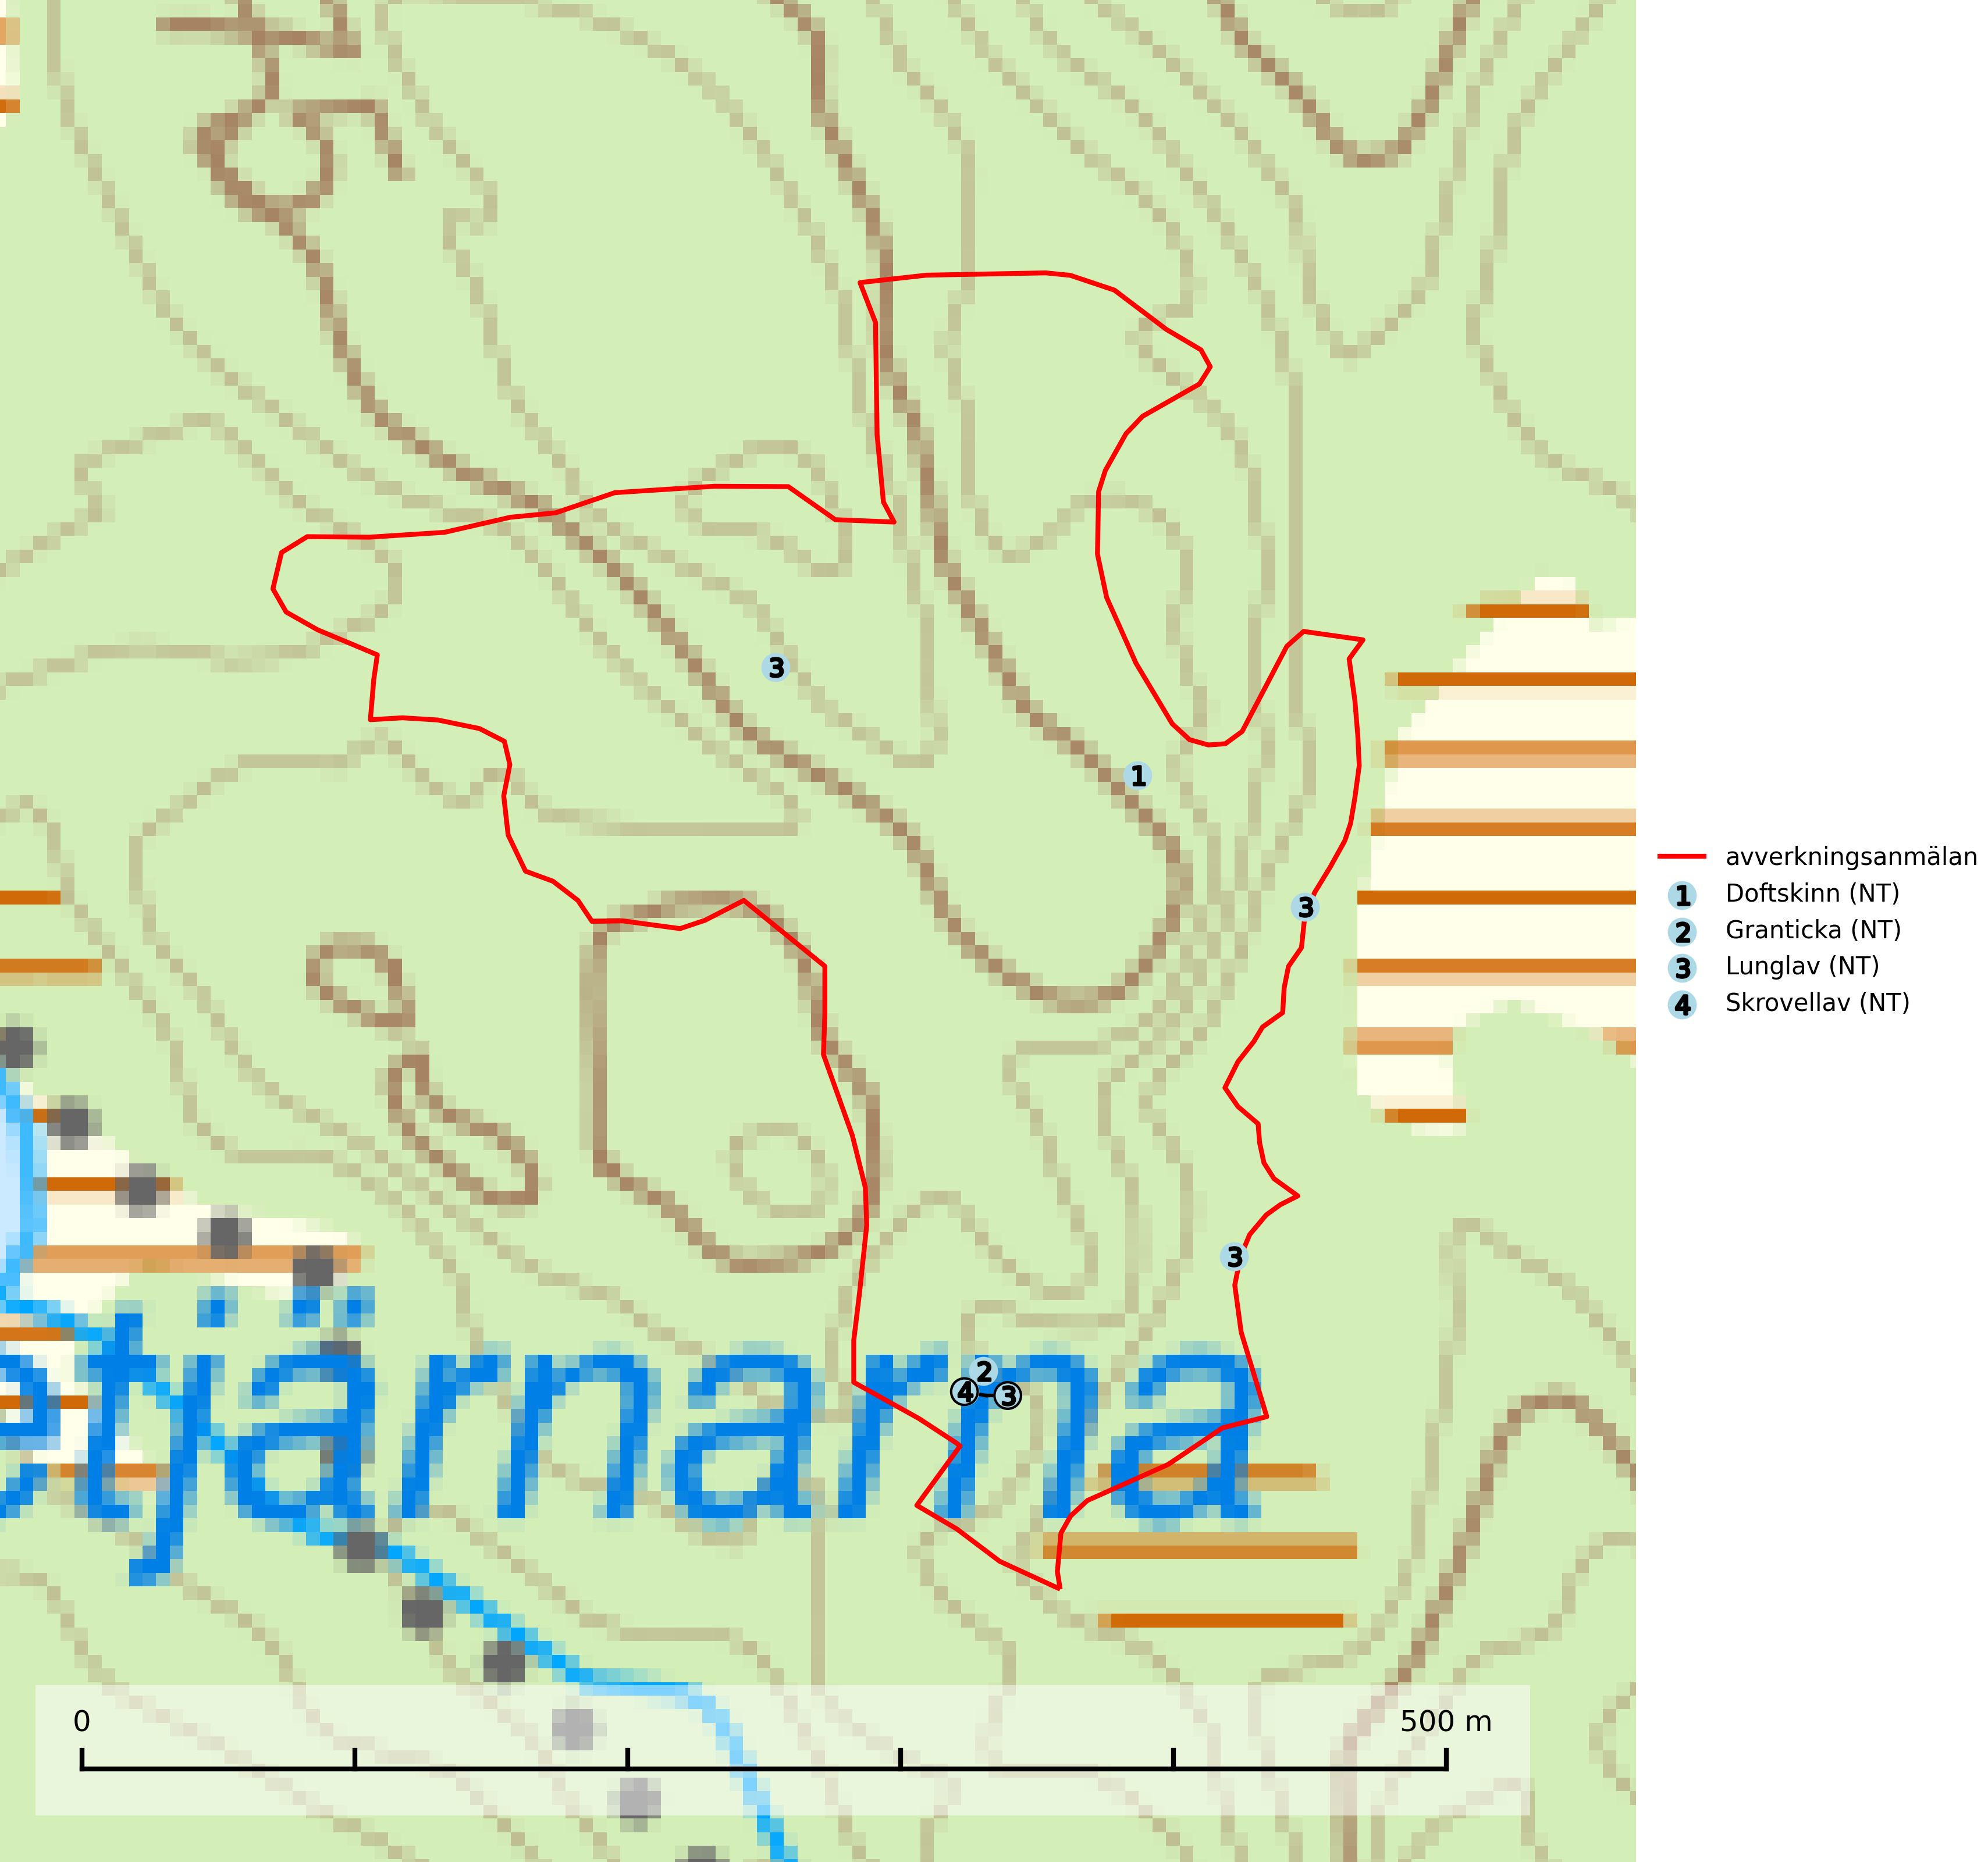 3
1
3
3
2
4 3
tjärnarna
0 500 m
avverkningsanmälan
1 Doftskinn (NT)
2 Granticka (NT)
3 Lunglav (NT)
4 Skrovellav (NT)